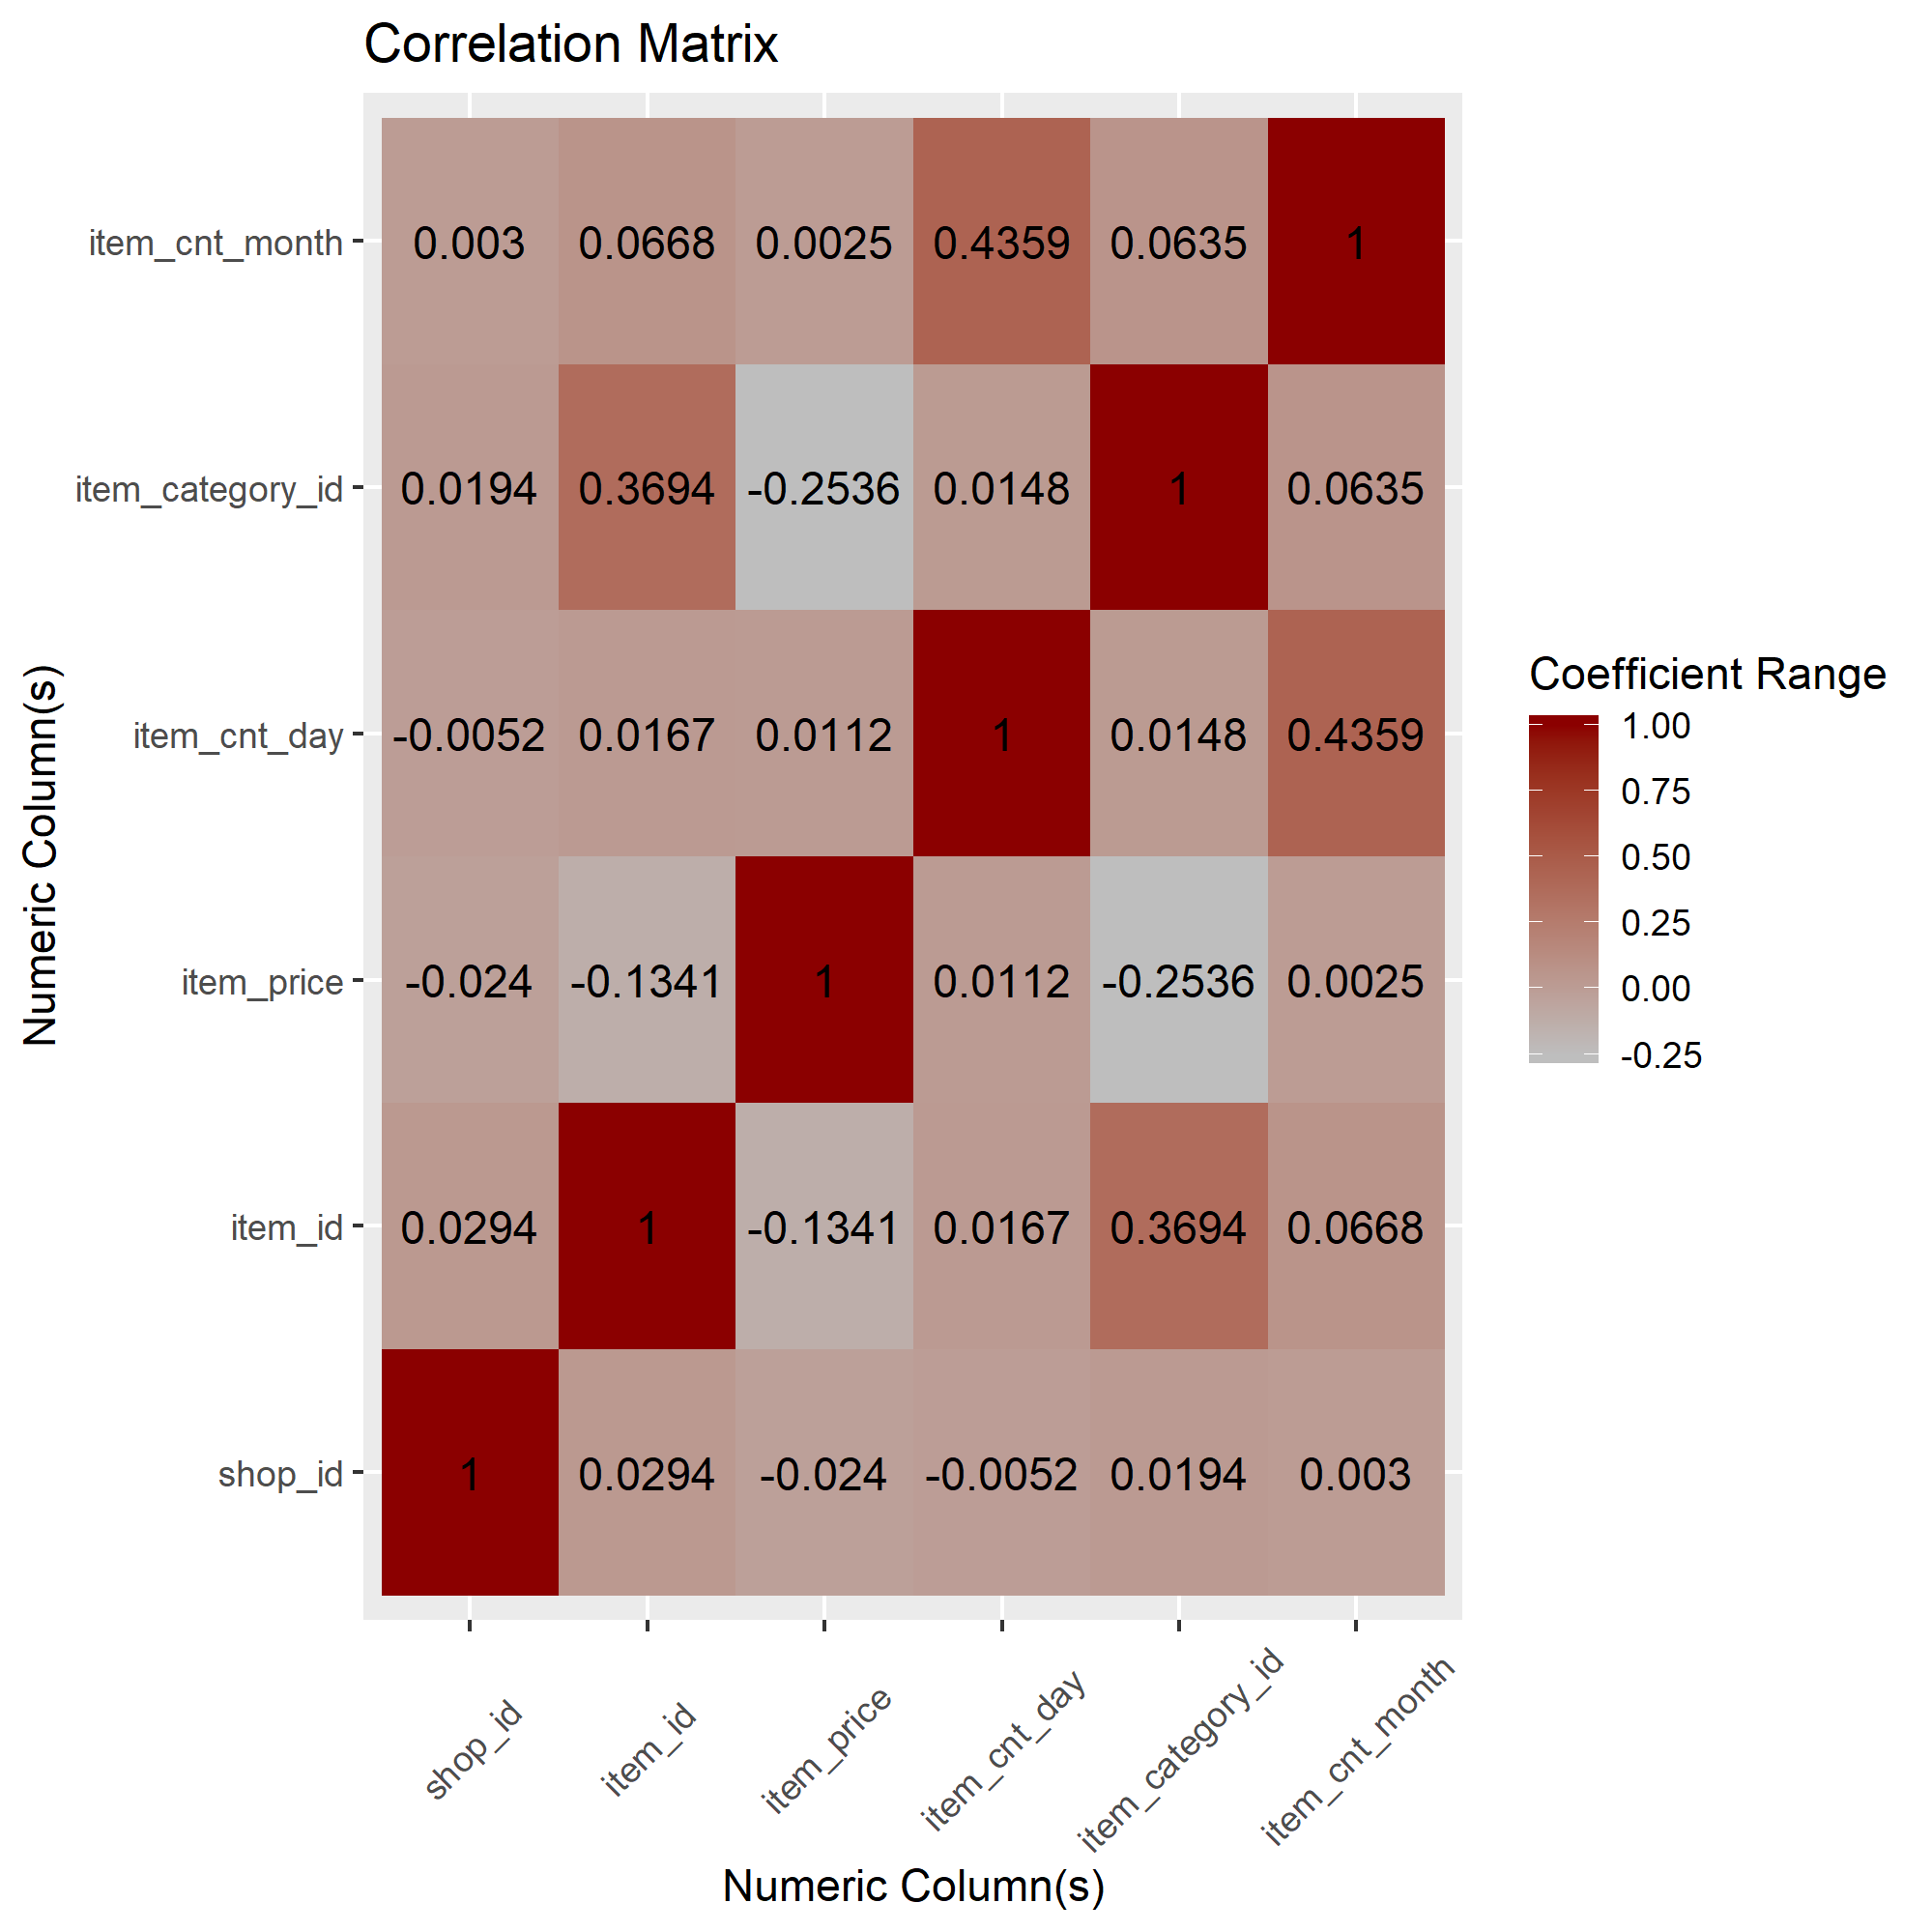 Correlation Matrix
item_cnt_month 0.003 0.0668 0.0025 0.4359 0.0635 1
item_category_id 0.0194 0.3694 -0.2536 0.0148 1 0.0635
item_cnt_day -0.0052 0.0167 0.0112 1 0.0148 0.4359
item_price -0.024 -0.1341 1 0.0112 -0.2536 0.0025
item_id 0.0294 1 -0.1341 0.0167 0.3694 0.0668
shop_id 1 0.0294 -0.024 -0.0052 0.0194 0.003
shop_id item_id item_price item_cnt_day item_category_id item_cnt_month
Numeric Column(s)
Numeric Column(s)
Coefficient Range
1.00
0.75
0.50
0.25
0.00
-0.25